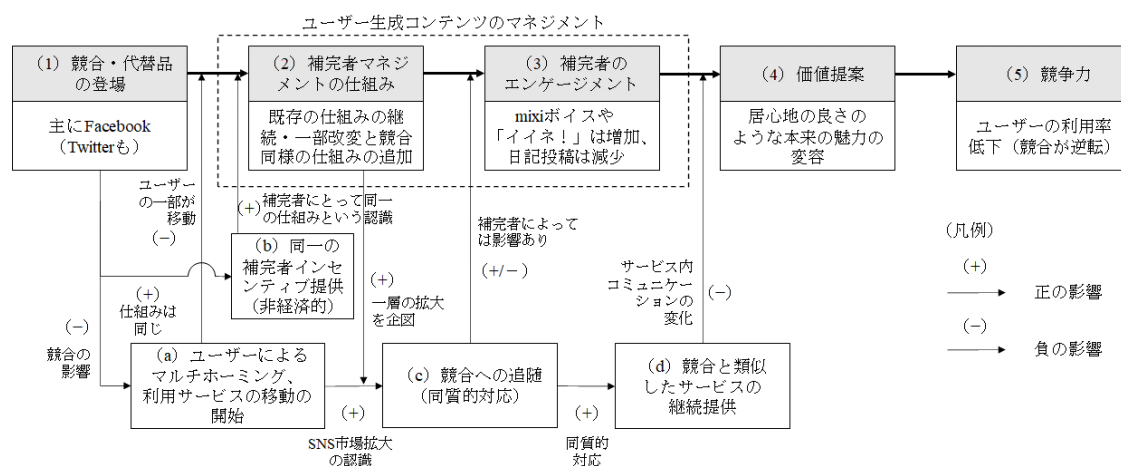 ユーザー生成コンテンツのマネジメント
（1）競合・代替品
の登場
主にFacebook
（Twitterも）
（2）補完者マネジ
メントの仕組み
既存の仕組みの継
続・一部改変と競合
同様の仕組みの追加
（3）補完者の
エンゲージメント
mixiボイスや
「イイネ！」は増加、
日記投稿は減少
（4）価値提案
居心地の良さの
ような本来の魅力の
変容
（5）競争力
ユーザーの利用率
低下（競合が逆転）
ユーザー
の一部が
移動
（−）
（+）
補完者にとって同一
の仕組みという認識
（b）同一の
補完者インセ
ンティブ提供
（非経済的）
（+）
仕組みは
同じ
（−）
競合の
影響
（+）
一層の拡大
を企図
補完者によって
は影響あり
（+/−）
サービス内
コミュニケー
ションの
変化
（−）
（a）ユーザーによる
マルチホーミング、
利用サービスの移動の
開始
（+）
SNS市場拡大
の認識
（c）競合への追随
（同質的対応）
（+）
同質的
対応
（d）競合と類似
したサービスの
継続提供
（凡例）
（+）
正の影響
（−）
負の影響